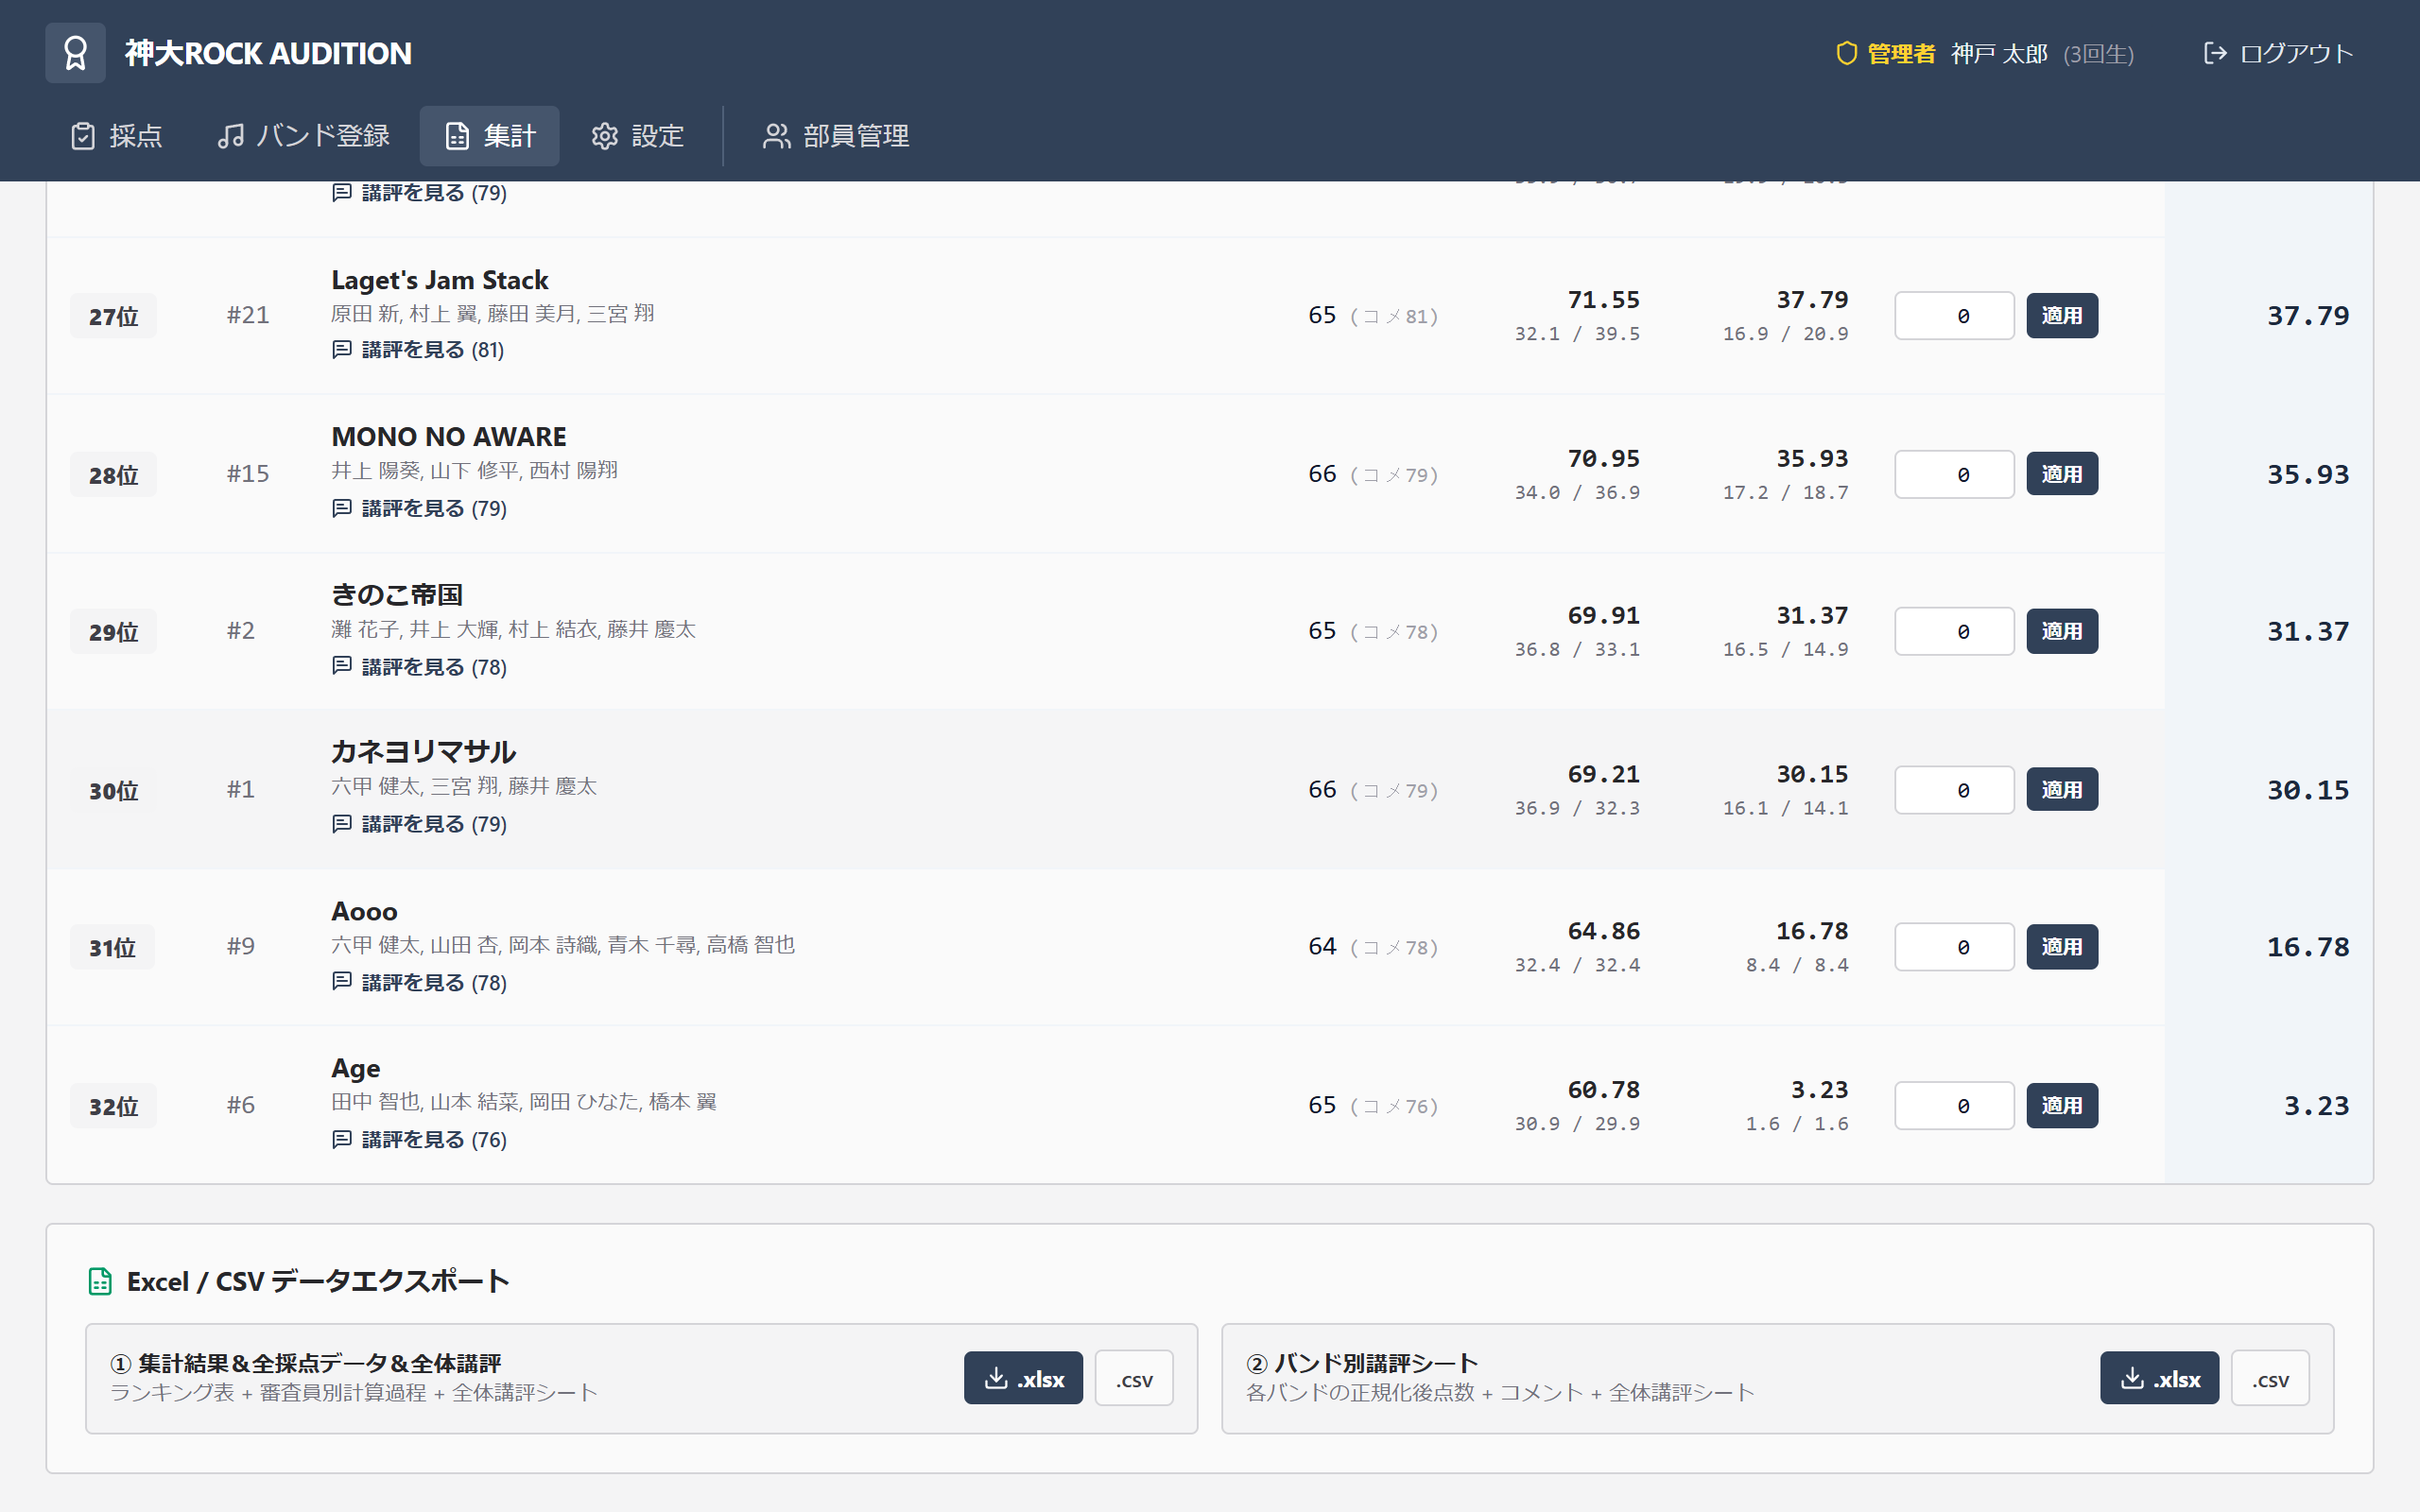 神大ROCK AUDITION
管理者 神戸 太郎 (3回生) ログアウト
採点 バンド登録 集計 設定 部員管理
講評を見る (79)
27位 #21 Laget's Jam Stack
原田 新, 村上 翼, 藤田 美月, 三宮 翔
講評を見る (81)
65 (コメ81) 71.55 37.79 0 適用 37.79
32.1 / 39.5 16.9 / 20.9
28位 #15 MONO NO AWARE
井上 陽葵, 山下 修平, 西村 陽翔
講評を見る (79)
66 (コメ79) 70.95 35.93 0 適用 35.93
34.0 / 36.9 17.2 / 18.7
29位 #2 きのこ帝国
灘 花子, 井上 大輝, 村上 結衣, 藤井 慶太
講評を見る (78)
65 (コメ78) 69.91 31.37 0 適用 31.37
36.8 / 33.1 16.5 / 14.9
30位 #1 カネヨリマサル
六甲 健太, 三宮 翔, 藤井 慶太
講評を見る (79)
66 (コメ79) 69.21 30.15 0 適用 30.15
36.9 / 32.3 16.1 / 14.1
31位 #9 Aooo
六甲 健太, 山田 杏, 岡本 詩織, 青木 千尋, 高橋 智也
講評を見る (78)
64 (コメ78) 64.86 16.78 0 適用 16.78
32.4 / 32.4 8.4 / 8.4
32位 #6 Age
田中 智也, 山本 結菜, 岡田 ひなた, 橋本 翼
講評を見る (76)
65 (コメ76) 60.78 3.23 0 適用 3.23
30.9 / 29.9 1.6 / 1.6
Excel / CSV データエクスポート
① 集計結果＆全採点データ＆全体講評
ランキング表 + 審査員別計算過程 + 全体講評シート
.xlsx .csv
② バンド別講評シート
各バンドの正規化後点数 + コメント + 全体講評シート
.xlsx .csv